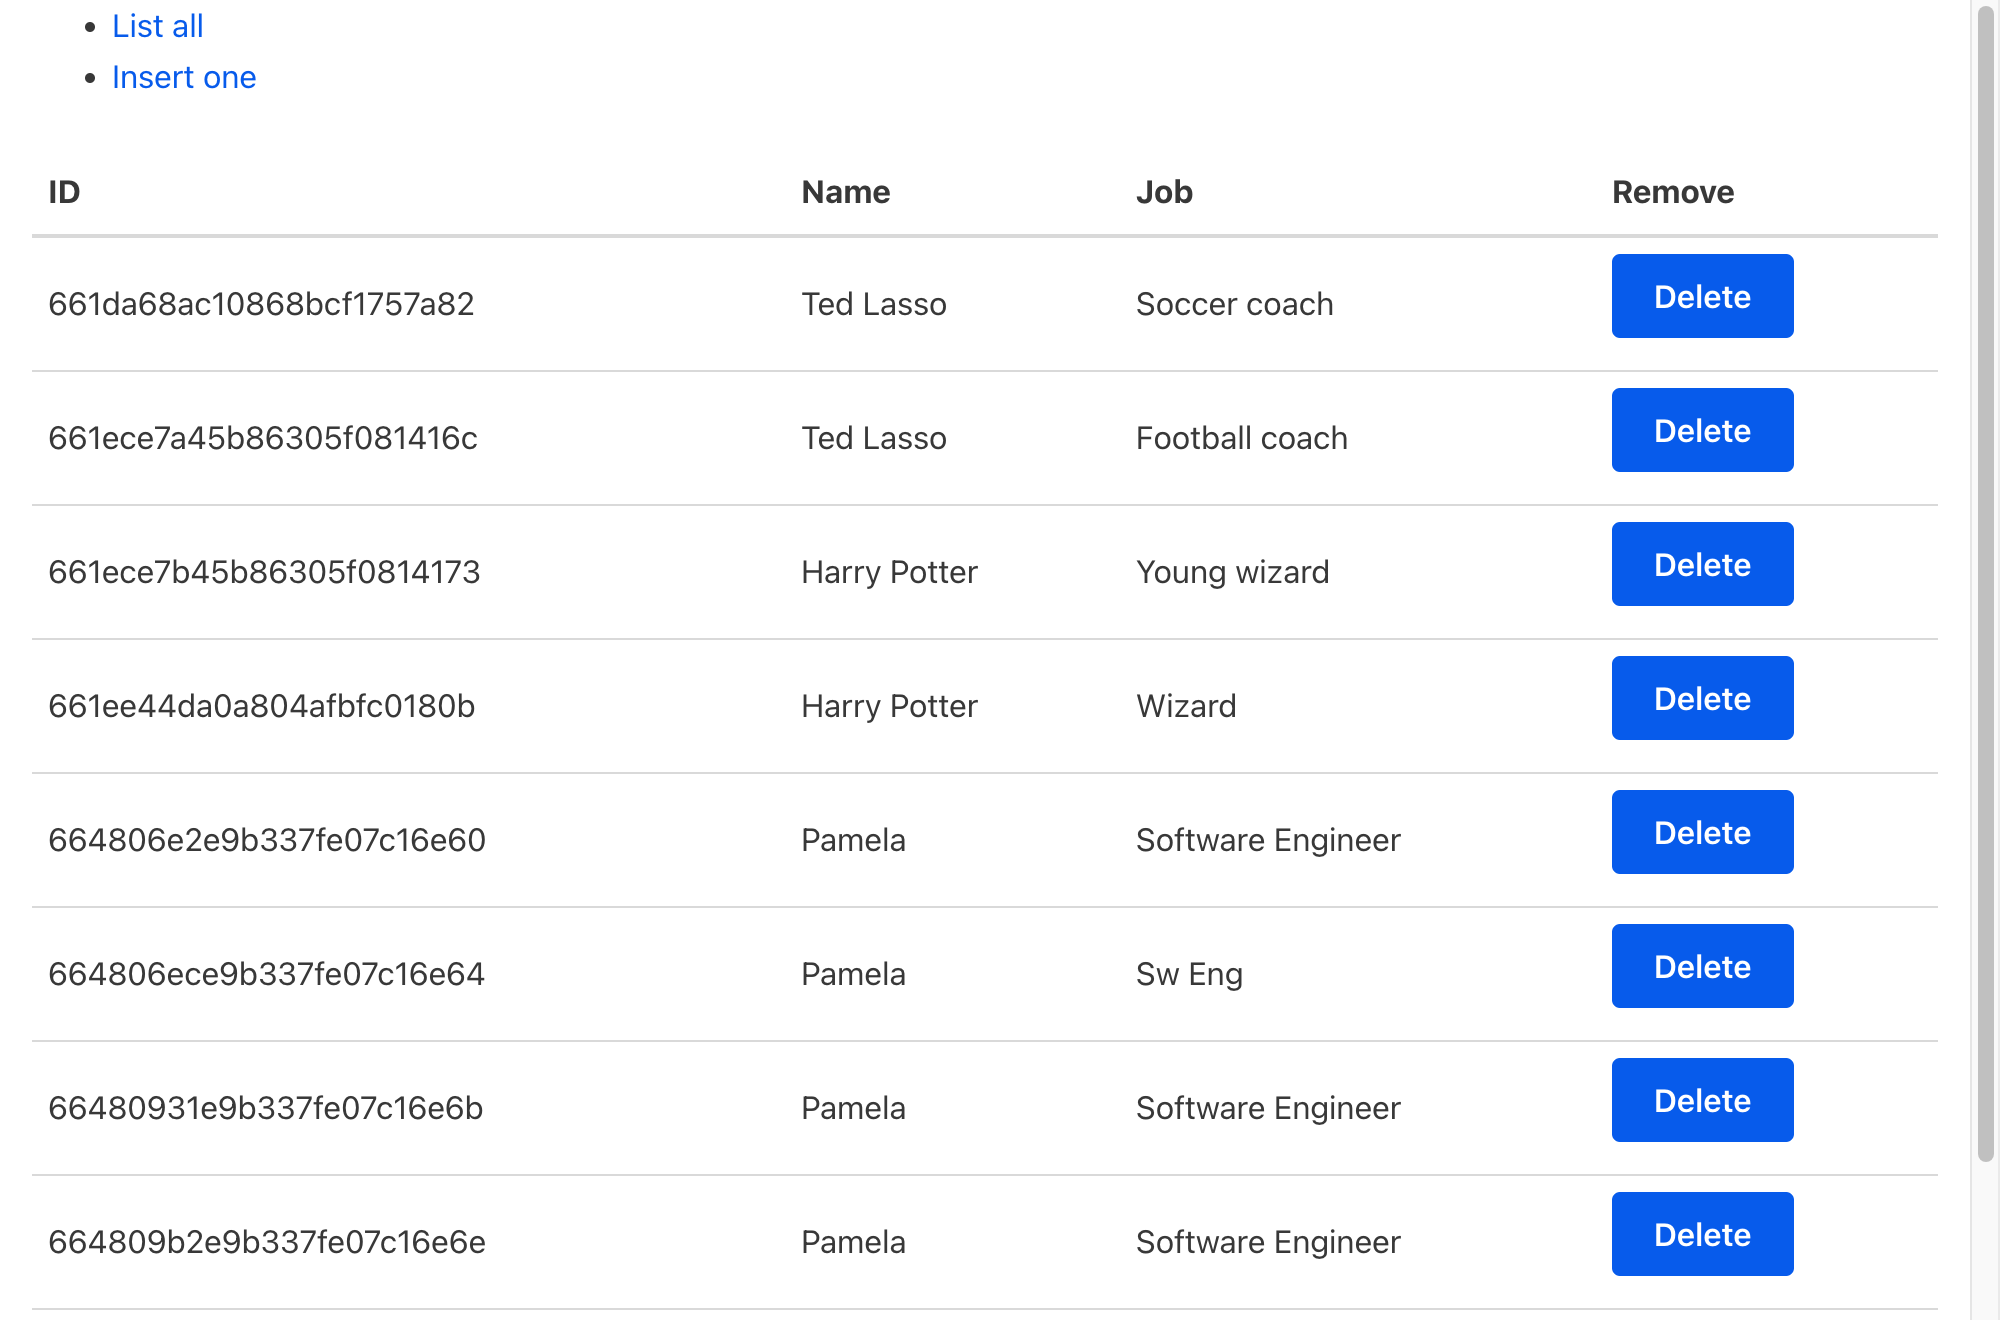 List all
Insert one
ID Name Job Remove
661da68ac10868bcf1757a82 Ted Lasso Soccer coach Delete
661ece7a45b86305f081416c Ted Lasso Football coach Delete
661ece7b45b86305f0814173 Harry Potter Young wizard Delete
661ee44da0a804afbfc0180b Harry Potter Wizard Delete
664806e2e9b337fe07c16e60 Pamela Software Engineer Delete
664806ece9b337fe07c16e64 Pamela Sw Eng Delete
66480931e9b337fe07c16e6b Pamela Software Engineer Delete
664809b2e9b337fe07c16e6e Pamela Software Engineer Delete